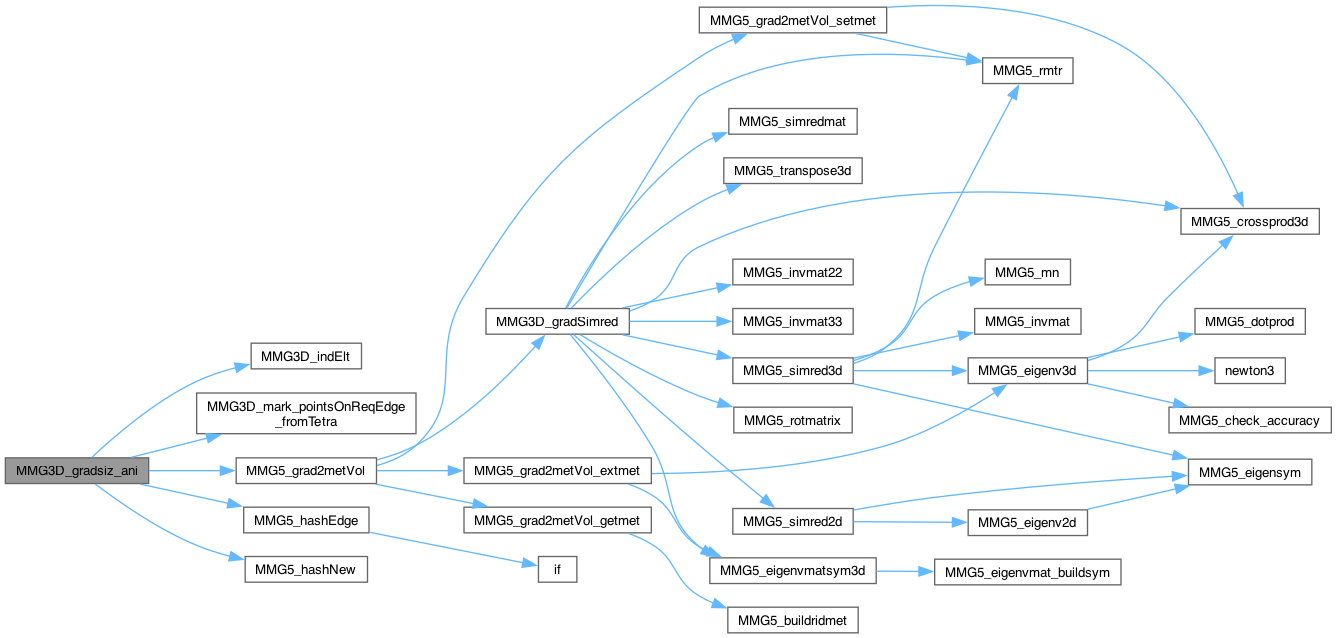 MMG5_grad2metVol_setmet
MMG5_rmtr
MMG5_simredmat
MMG5_transpose3d
MMG5_crossprod3d
MMG5_invmat22
MMG5_mn
MMG3D_gradSimred
MMG5_invmat33
MMG5_invmat
MMG5_dotprod
MMG3D_indElt
MMG5_simred3d
MMG5_eigenv3d
newton3
MMG3D_mark_pointsOnReqEdge
_fromTetra
MMG5_rotmatrix
MMG5_check_accuracy
MMG3D_gradsiz_ani
MMG5_grad2metVol
MMG5_grad2metVol_extmet
MMG5_eigensym
MMG5_hashEdge
MMG5_grad2metVol_getmet
MMG5_simred2d
MMG5_eigenv2d
MMG5_hashNew
if
MMG5_eigenvmatsym3d
MMG5_eigenvmat_buildsym
MMG5_buildridmet